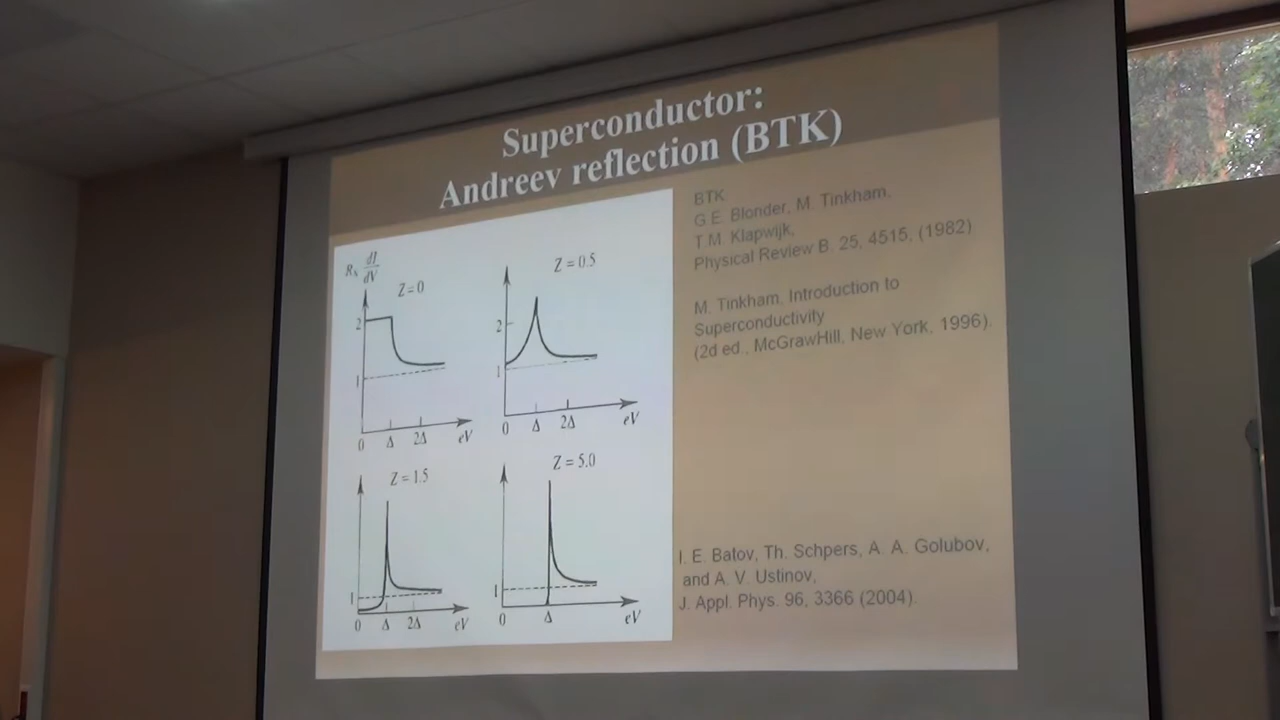 Superconductor:
Andreev reflection (BTK)
BTK
G.E. Blonder, M. Tinkham,
T.M. Klapwijk,
Physical Review B. 25, 4515, (1982)
M. Tinkham. Introduction to
Superconductivity
(2d ed., McGrawHill, New York, 1996).
I. E. Batov, Th. Schpers, A. A. Golubov,
and A. V. Ustinov,
J. Appl. Phys. 96, 3366 (2004).
R_N dI/dV
Z=0
2
1
0 Δ 2Δ eV
Z = 0.5
2
1
0 Δ 2Δ eV
Z = 1.5
1
0 Δ 2Δ eV
Z = 5.0
1
0 Δ eV